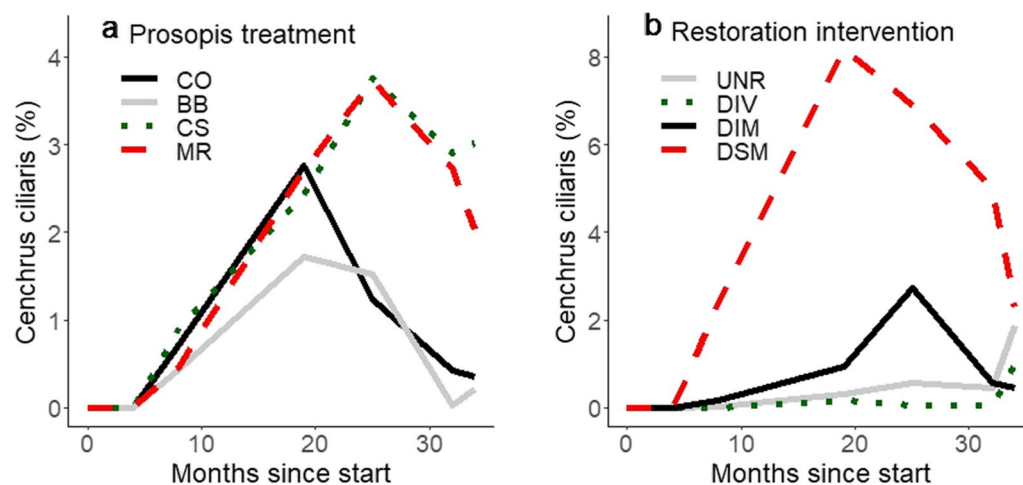 a Prosopis treatment
Cenchrus ciliaris (%)
4
3
2
1
0
CO
BB
CS
MR
0 10 20 30
Months since start
b Restoration intervention
Cenchrus ciliaris (%)
8
6
4
2
0
UNR
DIV
DIM
DSM
0 10 20 30
Months since start